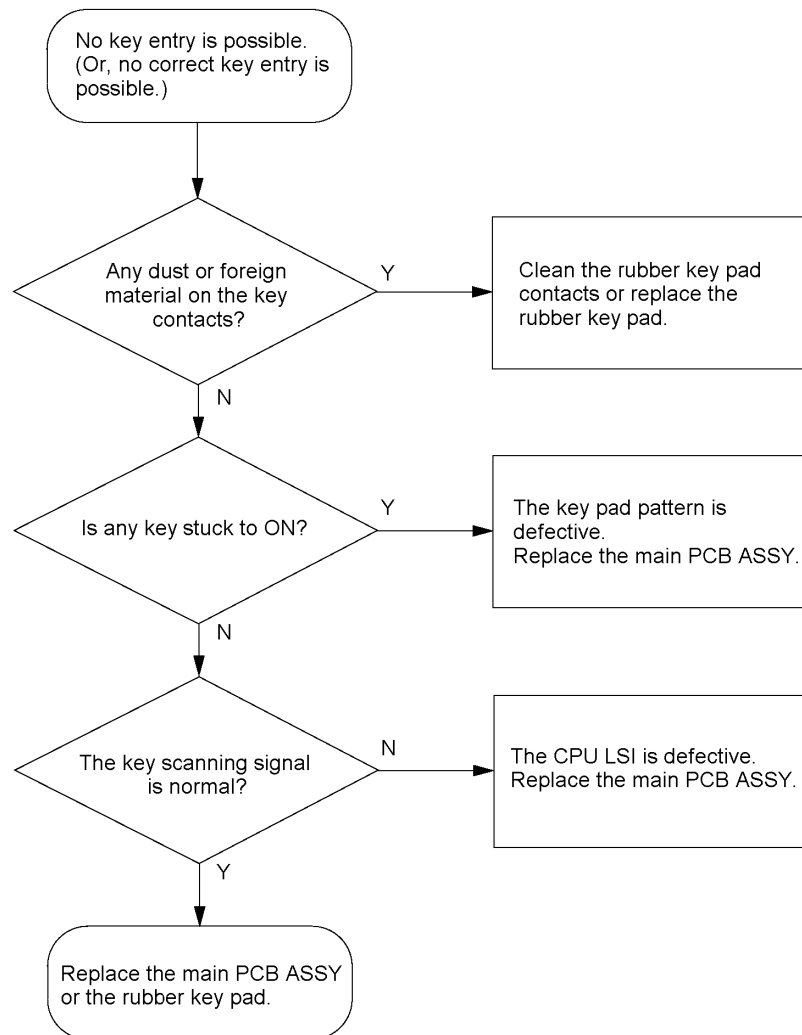 No key entry is possible.
(Or, no correct key entry is
possible.)
Any dust or foreign
material on the key
contacts?
Y
Clean the rubber key pad
contacts or replace the
rubber key pad.
N
Is any key stuck to ON?
Y
The key pad pattern is
defective.
Replace the main PCB ASSY.
N
The key scanning signal
is normal?
N
The CPU LSI is defective.
Replace the main PCB ASSY.
Y
Replace the main PCB ASSY
or the rubber key pad.